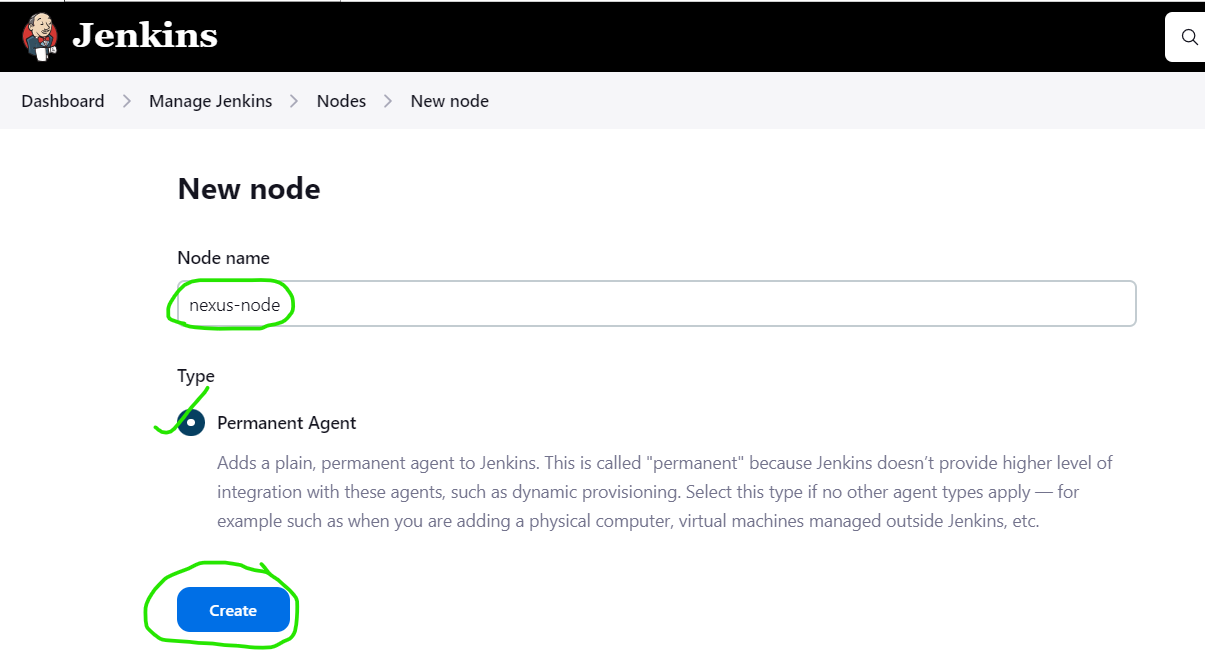 Jenkins
Dashboard > Manage Jenkins > Nodes > New node
New node
Node name
nexus-node
Type
Permanent Agent
Adds a plain, permanent agent to Jenkins. This is called "permanent" because Jenkins doesn’t provide higher level of
integration with these agents, such as dynamic provisioning. Select this type if no other agent types apply — for
example such as when you are adding a physical computer, virtual machines managed outside Jenkins, etc.
Create